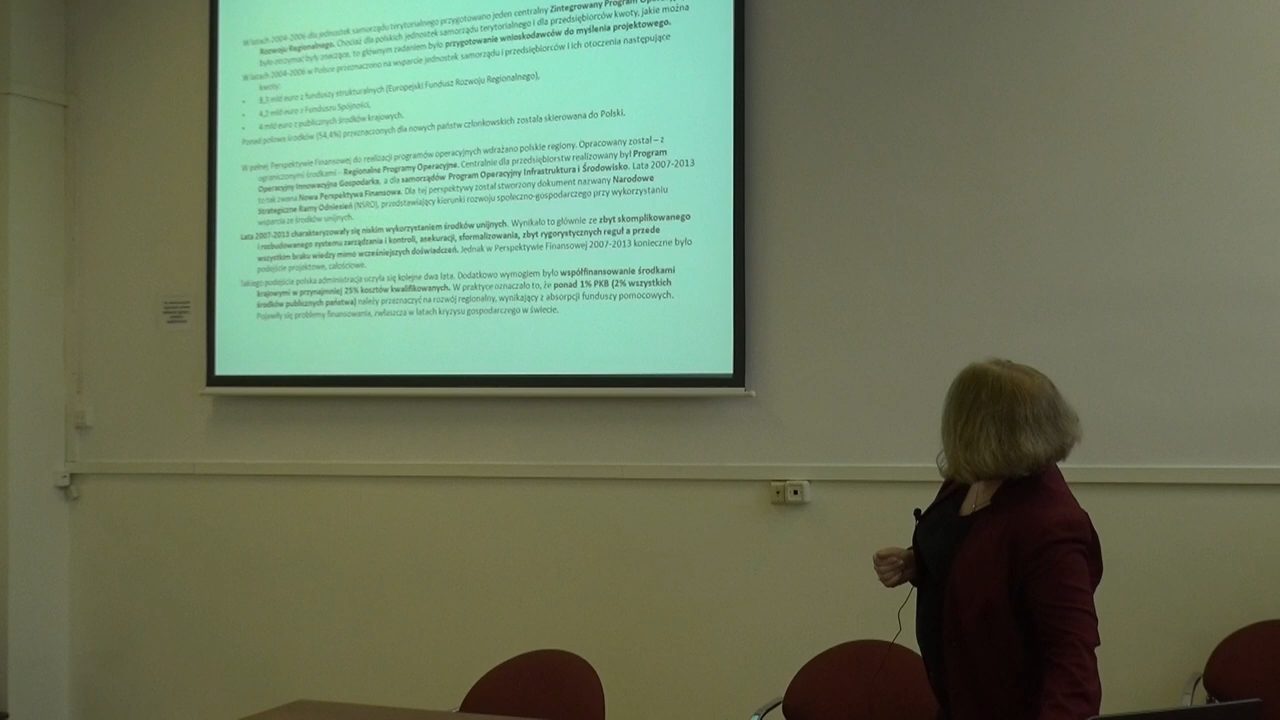 W latach 2004-2006 dla jednostek samorządu terytorialnego przygotowano jeden centralny Zintegrowany Program
Rozwoju Regionalnego. Chociaż dla polskich jednostek samorządu terytorialnego i dla przedsiębiorców kwoty, jakie można
było otrzymać były znaczące, to głównym zadaniem było przygotowanie wnioskodawców do myślenia projektowego.
W latach 2004-2006 w Polsce przeznaczono na wsparcie jednostek samorządu i przedsiębiorców i ich otoczenia następujące
kwoty:
• 8,3 mld euro z funduszy strukturalnych (Europejski Fundusz Rozwoju Regionalnego),
• 4,2 mld euro z Funduszu Spójności,
• 4 mld euro z publicznych środków krajowych.
Ponad połowa środków (54,4%) przeznaczonych dla nowych państw członkowskich została skierowana do Polski.
W pełnej Perspektywie Finansowej do realizacji programów operacyjnych wdrażano polskie regiony. Opracowany został – z
ograniczonymi środkami - Regionalne Programy Operacyjne. Centralnie dla przedsiębiorstw realizowany był Program
Operacyjny Innowacyjna Gospodarka, a dla samorządów Program Operacyjny Infrastruktura i Środowisko. Lata 2007-2013
to tak zwana Nowa Perspektywa Finansowa. Dla tej perspektywy został stworzony dokument nazwany Narodowe
Strategiczne Ramy Odniesień (NSRO), przedstawiający kierunki rozwoju społeczno-gospodarczego przy wykorzystaniu
wsparcia ze środków unijnych.
Lata 2007-2013 charakteryzowały się niskim wykorzystaniem środków unijnych. Wynikało to głównie ze zbyt skomplikowanego
i rozbudowanego systemu zarządzania i kontroli, asekuracji, sformalizowania, zbyt rygorystycznych reguł a przede
wszystkim braku wiedzy mimo wcześniejszych doświadczeń. Jednak w Perspektywie Finansowej 2007-2013 konieczne było
podejście projektowe, całościowe.
Takiego podejście polska administracja uczyła się kolejne dwa lata. Dodatkowo wymogiem było współfinansowanie środkami
krajowymi w przynajmniej 25% kosztów kwalifikowanych. W praktyce oznaczało to, że ponad 1% PKB (2% wszystkich
środków publicznych państwa) należy przeznaczyć na rozwój regionalny, wynikający z absorpcji funduszy pomocowych.
Pojawiły się problemy finansowania, zwłaszcza w latach kryzysu gospodarczego w świecie.